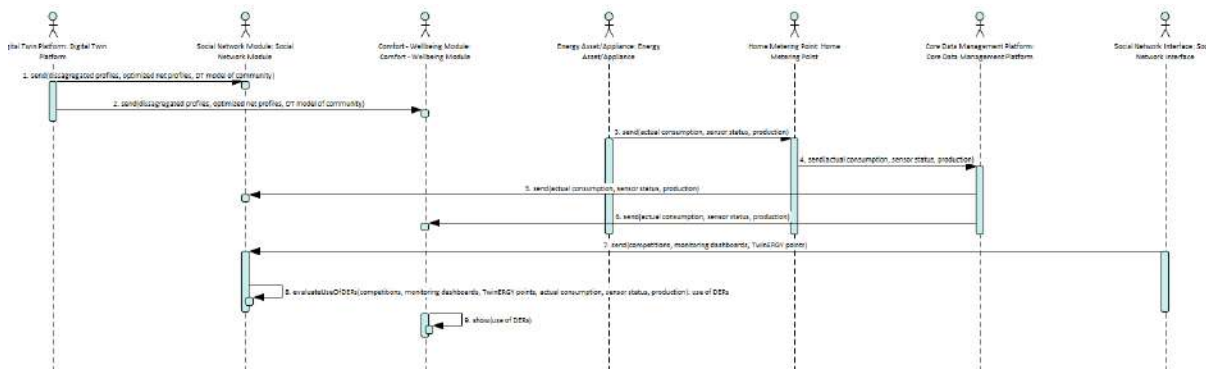 gital Twin Platform: Digital Twin
Platform
Social Network Module: Social
Network Module
Comfort - Wellbeing Module:
Comfort - Wellbeing Module
Energy Asset/Appliance: Energy
Asset/Appliance
Home Metering Point: Home
Metering Point
Core Data Management Platform:
Core Data Management Platform
Social Network Interface: Soc
Network Interface
1. send(dissagregated profiles, optimized net profiles, DT model of community)
2. send(dissagregated profiles, optimized net profiles, DT model of community)
3. send(actual consumption, sensor status, production)
4. send(actual consumption, sensor status, production)
5. send(actual consumption, sensor status, production)
6. send(actual consumption, sensor status, production)
7. send(competitions, monitoring dashboards, TwinERGY points)
8. evaluateUseOfDERs(competitions, monitoring dashboards, TwinERGY points, actual consumption, sensor status, production): use of DERs
9. show(use of DERs)